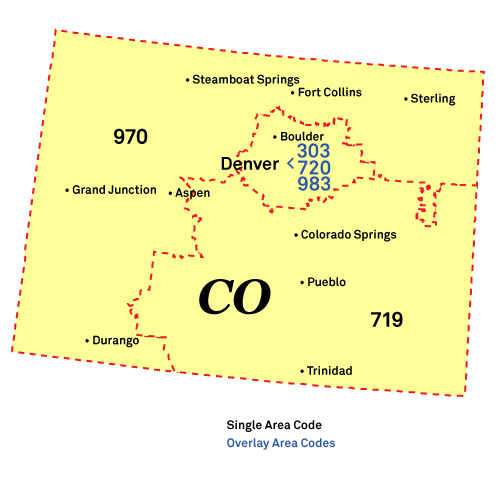 Steamboat Springs
Fort Collins
Sterling
970
Boulder
303
Denver <720
983
Grand Junction
Aspen
Colorado Springs
CO
Pueblo
719
Durango
Trinidad
Single Area Code
Overlay Area Codes